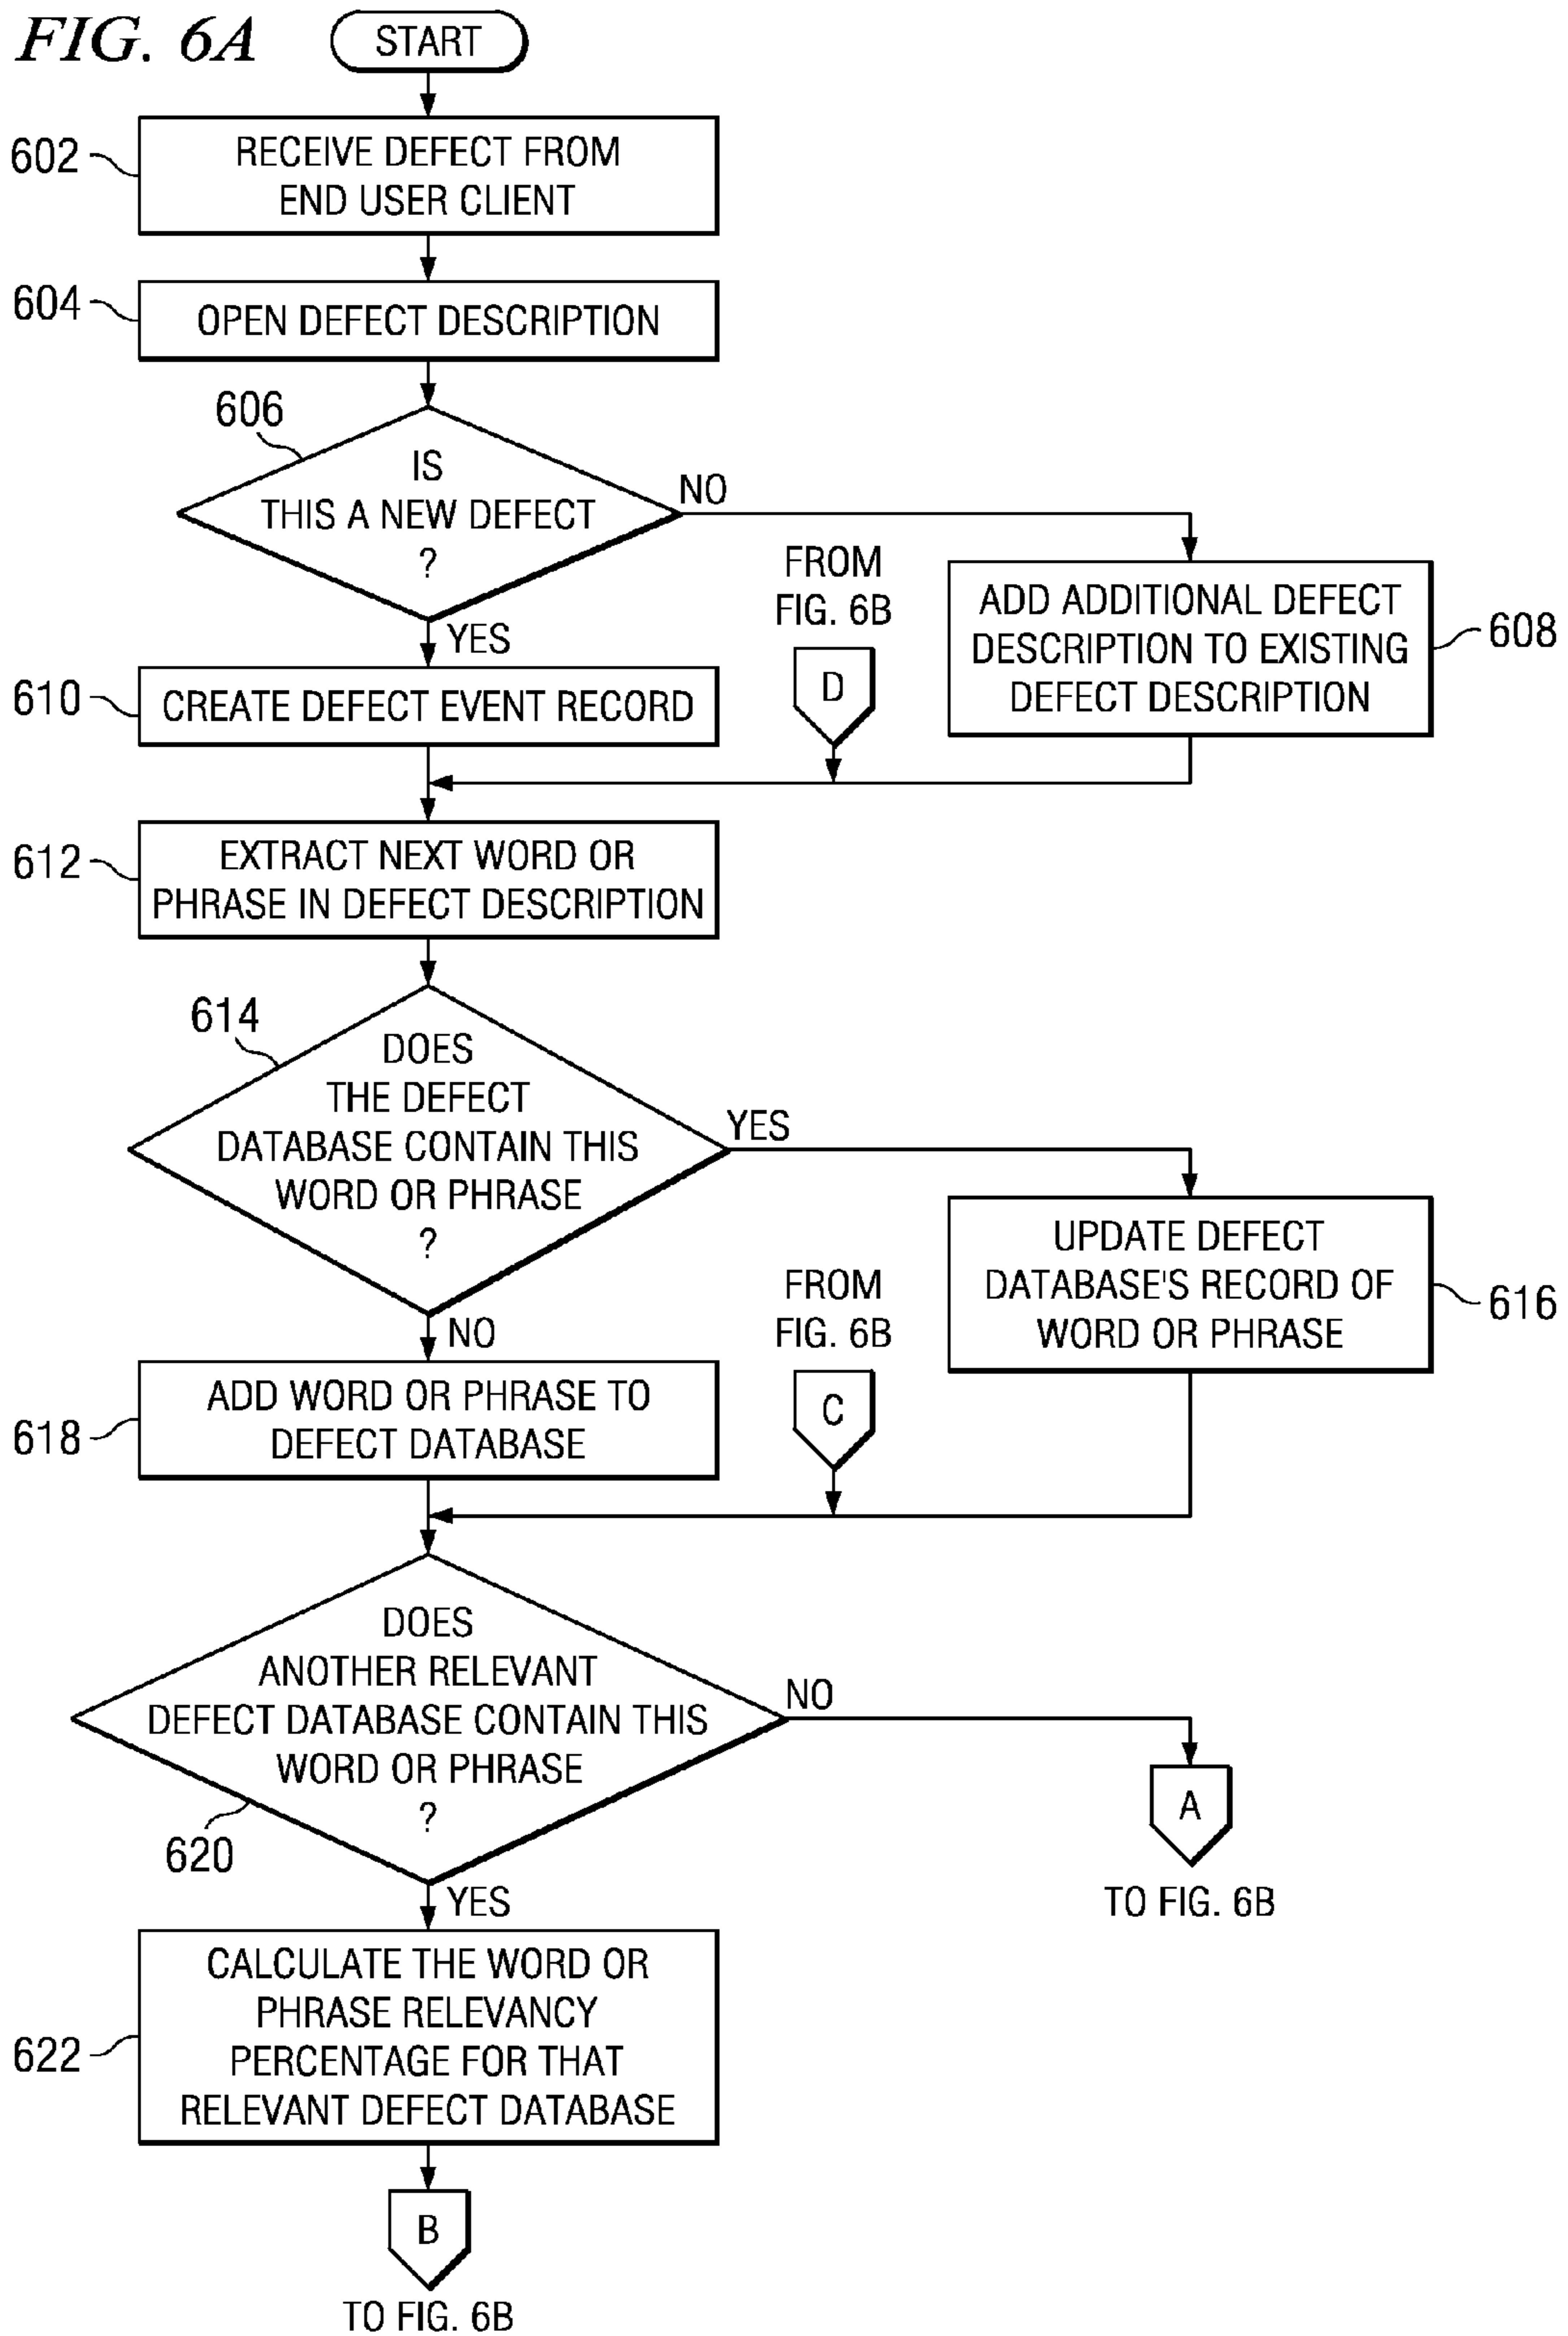 FIG. 6A
START
602
RECEIVE DEFECT FROM
END USER CLIENT
604
OPEN DEFECT DESCRIPTION
606
IS
THIS A NEW DEFECT
?
NO
YES
FROM
FIG. 6B
D
ADD ADDITIONAL DEFECT
DESCRIPTION TO EXISTING
DEFECT DESCRIPTION
608
610
CREATE DEFECT EVENT RECORD
612
EXTRACT NEXT WORD OR
PHRASE IN DEFECT DESCRIPTION
614
DOES
THE DEFECT
DATABASE CONTAIN THIS
WORD OR PHRASE
?
YES
NO
FROM
FIG. 6B
C
UPDATE DEFECT
DATABASE'S RECORD OF
WORD OR PHRASE
616
618
ADD WORD OR PHRASE TO
DEFECT DATABASE
DOES
ANOTHER RELEVANT
DEFECT DATABASE CONTAIN THIS
WORD OR PHRASE
?
620
NO
A
TO FIG. 6B
YES
622
CALCULATE THE WORD OR
PHRASE RELEVANCY
PERCENTAGE FOR THAT
RELEVANT DEFECT DATABASE
B
TO FIG. 6B